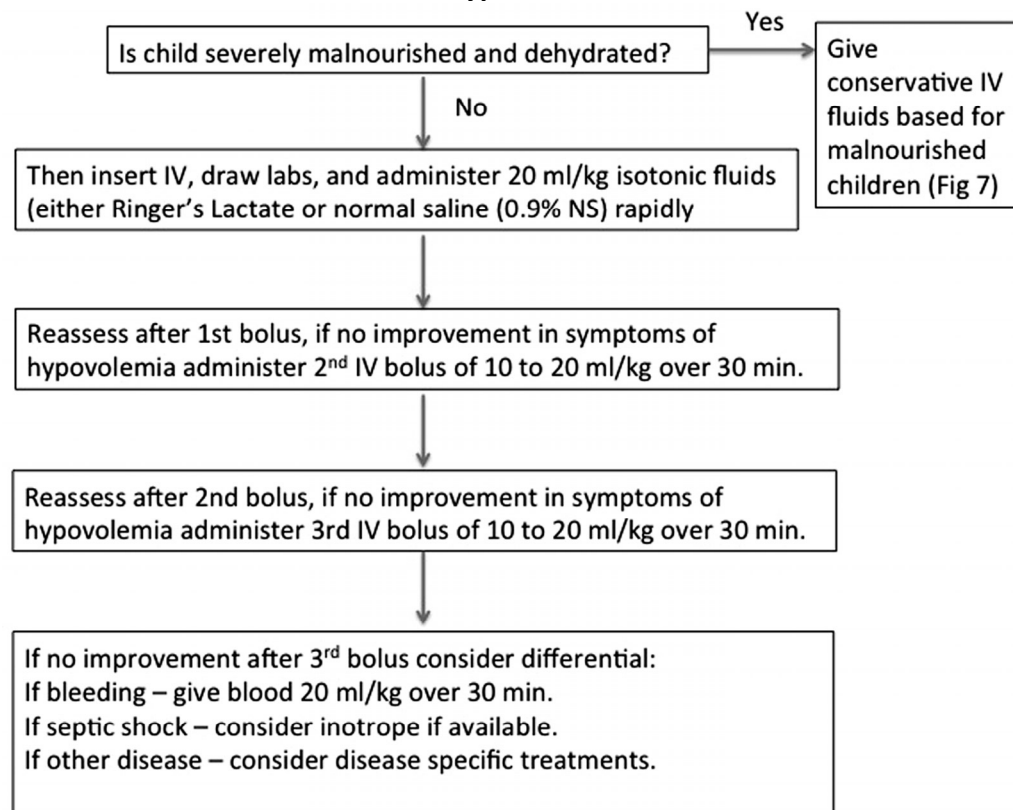 Is child severely malnourished and dehydrated?
Yes
Give
conservative IV
fluids based for
malnourished
children (Fig 7)
No
Then insert IV, draw labs, and administer 20 ml/kg isotonic fluids
(either Ringer’s Lactate or normal saline (0.9% NS) rapidly
Reassess after 1st bolus, if no improvement in symptoms of
hypovolemia administer 2nd IV bolus of 10 to 20 ml/kg over 30 min.
Reassess after 2nd bolus, if no improvement in symptoms of
hypovolemia administer 3rd IV bolus of 10 to 20 ml/kg over 30 min.
If no improvement after 3rd bolus consider differential:
If bleeding – give blood 20 ml/kg over 30 min.
If septic shock – consider inotrope if available.
If other disease – consider disease specific treatments.